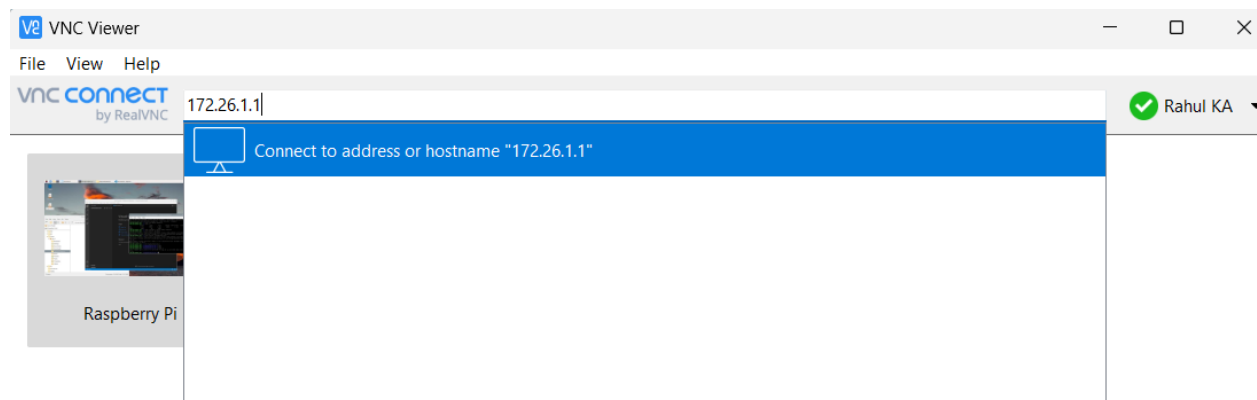 VNC Viewer
File View Help
vnc connect
by RealVNC
172.26.1.1
Rahul KA
Connect to address or hostname "172.26.1.1"
Raspberry Pi